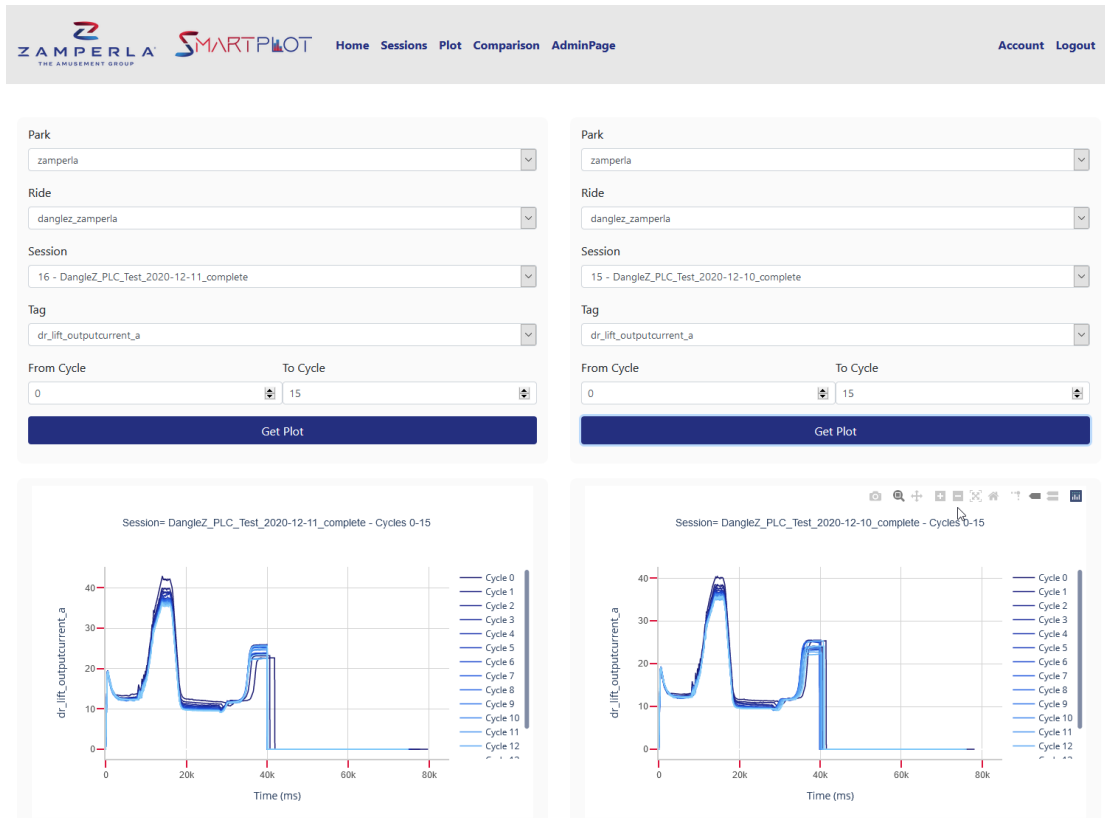 ZAMPERLA
THE AMUSEMENT GROUP
SMARTPLOT
Home Sessions Plot Comparison AdminPage
Account Logout
Park
zamperla
Ride
danglez_zamperla
Session
16 - DangleZ_PLC_Test_2020-12-11_complete
Tag
dr_lift_outputcurrent_a
From Cycle To Cycle
0 15
Get Plot
Park
zamperla
Ride
danglez_zamperla
Session
15 - DangleZ_PLC_Test_2020-12-10_complete
Tag
dr_lift_outputcurrent_a
From Cycle To Cycle
0 15
Get Plot
Session= DangleZ_PLC_Test_2020-12-11_complete - Cycles 0-15
dr_lift_outputcurrent_a
40
30
20
10
0
0 20k 40k 60k 80k
Time (ms)
Cycle 0
Cycle 1
Cycle 2
Cycle 3
Cycle 4
Cycle 5
Cycle 6
Cycle 7
Cycle 8
Cycle 9
Cycle 10
Cycle 11
Cycle 12
Session= DangleZ_PLC_Test_2020-12-10_complete - Cycles 0-15
dr_lift_outputcurrent_a
40
30
20
10
0
0 20k 40k 60k 80k
Time (ms)
Cycle 0
Cycle 1
Cycle 2
Cycle 3
Cycle 4
Cycle 5
Cycle 6
Cycle 7
Cycle 8
Cycle 9
Cycle 10
Cycle 11
Cycle 12